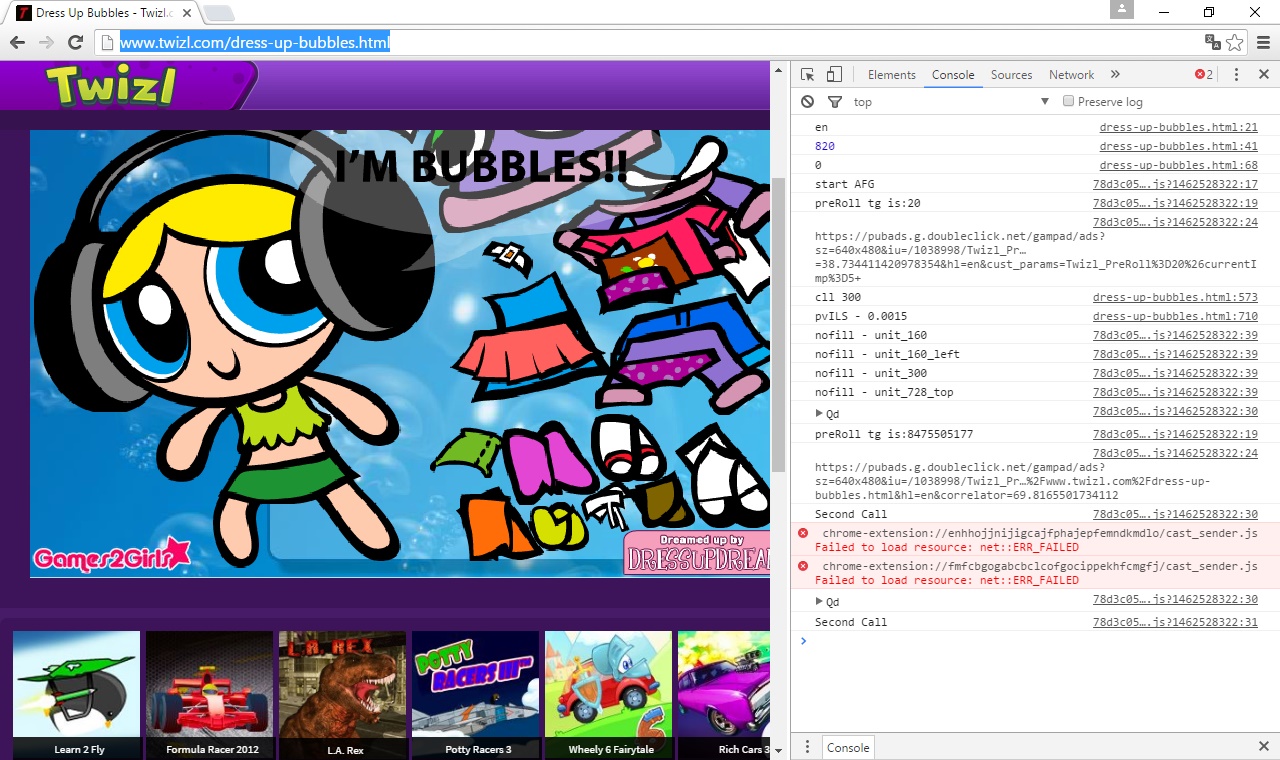 Dress Up Bubbles - Twizl.c
www.twizl.com/dress-up-bubbles.html
Twizl
I'M BUBBLES!!
Games2Girls
Dreamed up by
DRESSUPDREA
Learn 2 Fly
Formula Racer 2012
L.A. REX
L.A. Rex
POTTY RACERS III
Potty Racers 3
6
Wheely 6 Fairytale
Rich Cars 3
Elements Console Sources Network 2
top Preserve log
en dress-up-bubbles.html:21
820 dress-up-bubbles.html:41
0 dress-up-bubbles.html:68
start AFG 78d3c05….js?1462528322:17
preRoll tg is:20 78d3c05….js?1462528322:19
78d3c05….js?1462528322:24
https://pubads.g.doubleclick.net/gampad/ads?
sz=640x480&iu=/1038998/Twizl_Pr…
=38.734411420978354&hl=en&cust_params=Twizl_PreRoll%3D20%26currentI
mp%3D5+
cll 300 dress-up-bubbles.html:573
pvILS - 0.0015 dress-up-bubbles.html:710
nofill - unit_160 78d3c05….js?1462528322:39
nofill - unit_160_left 78d3c05….js?1462528322:39
nofill - unit_300 78d3c05….js?1462528322:39
nofill - unit_728_top 78d3c05….js?1462528322:39
Qd 78d3c05….js?1462528322:30
preRoll tg is:8475505177 78d3c05….js?1462528322:19
78d3c05….js?1462528322:24
https://pubads.g.doubleclick.net/gampad/ads?
sz=640x480&iu=/1038998/Twizl_Pr…%2Fwww.twizl.com%2Fdress-up-
bubbles.html&hl=en&correlator=69.8165501734112
Second Call 78d3c05….js?1462528322:30
chrome-extension://enhhojjnijigcajfphajepfemndkmdlo/cast_sender.js
Failed to load resource: net::ERR_FAILED
chrome-extension://fmfcbgogabcbclcofgocippekhfcmgfj/cast_sender.js
Failed to load resource: net::ERR_FAILED
Qd 78d3c05….js?1462528322:30
Second Call 78d3c05….js?1462528322:31
Console